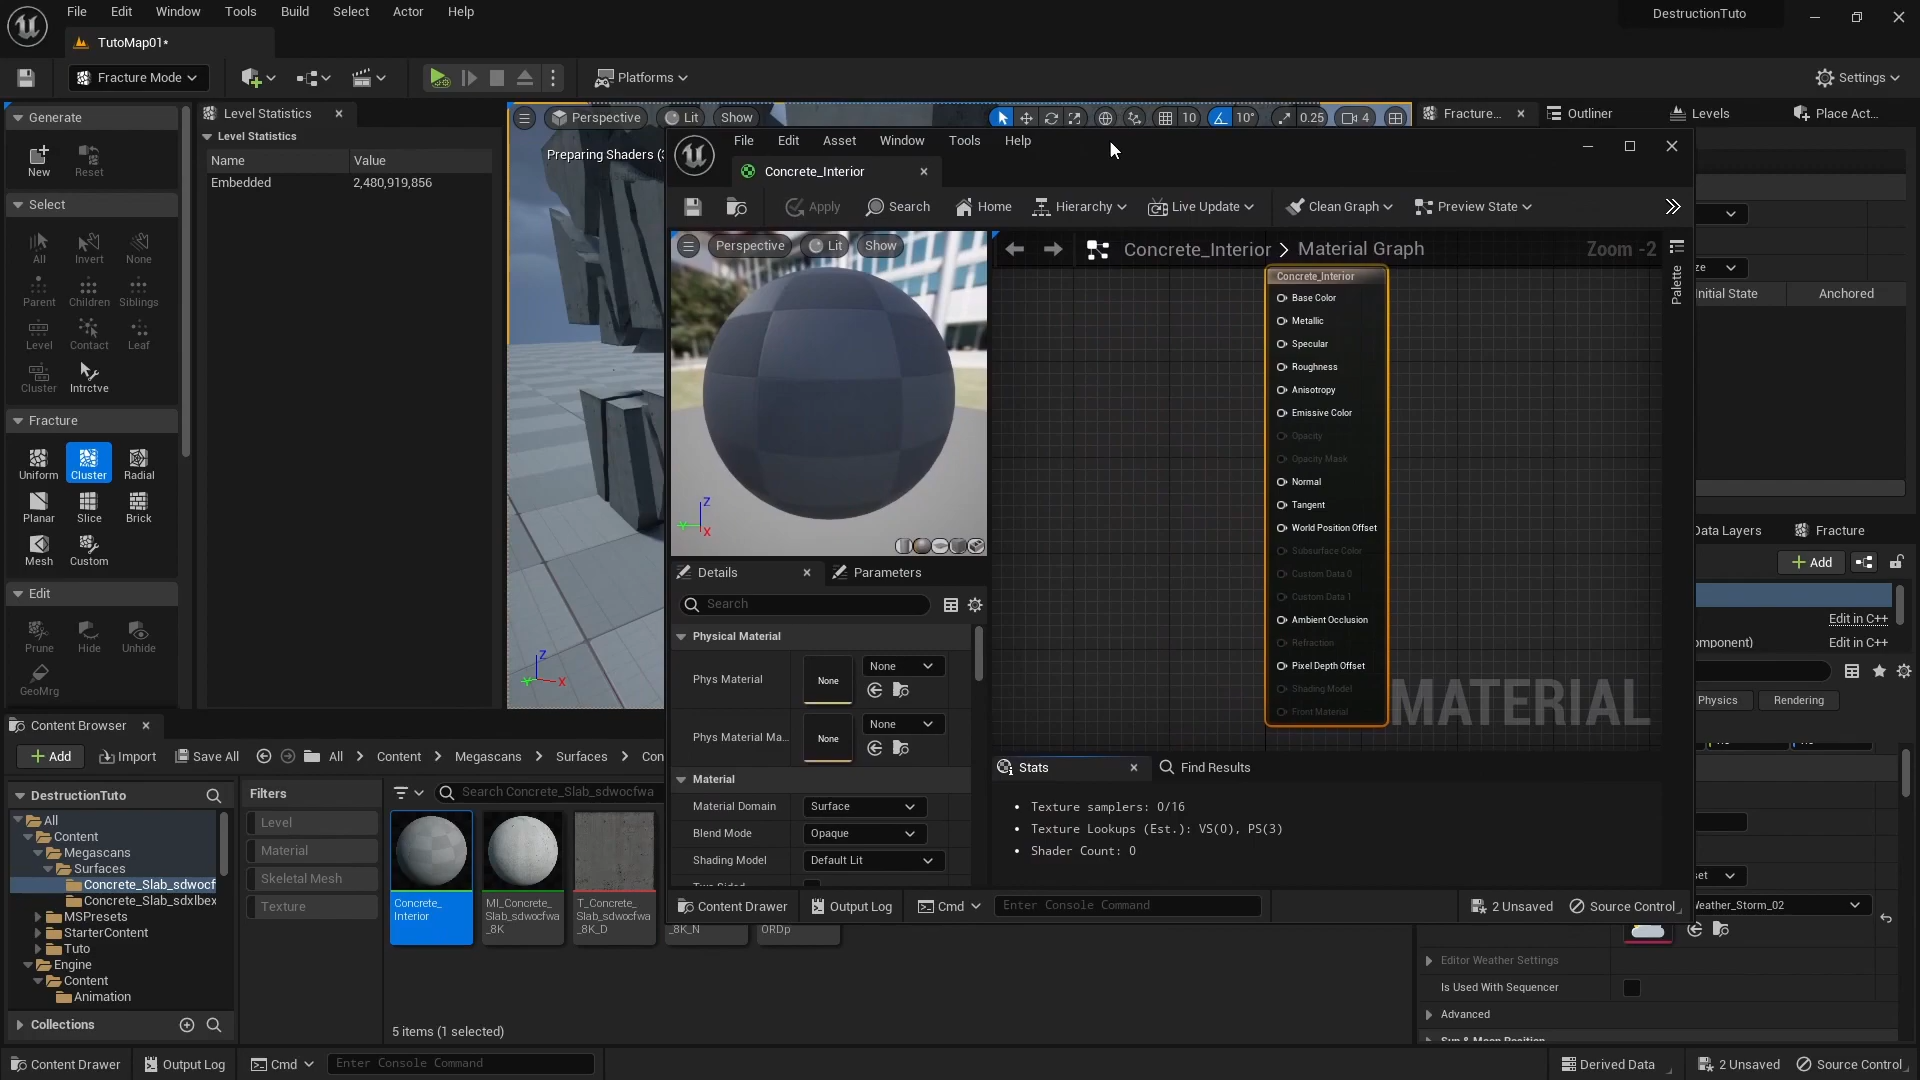 File Edit Window Tools Build Select Actor Help
DestructionTuto
TutoMap01*
Fracture Mode
Platforms
Settings
Generate
New
Reset
Select
All
Invert
None
Parent
Children
Siblings
Level
Contact
Leaf
Cluster
Intrctve
Fracture
Uniform
Cluster
Radial
Planar
Slice
Brick
Mesh
Custom
Edit
Prune
Hide
Unhide
GeoMrg
Level Statistics
Level Statistics
Name Value
Embedded 2,480,919,856
Perspective Lit Show
10 10° 0.25 4
Preparing Shaders (3
Fracture... Outliner Levels Place Act...
ze
Initial State Anchored
Data Layers Fracture
Add
Edit in C++
omponent) Edit in C++
Physics Rendering
set
Weather_Storm_02
Editor Weather Settings
Is Used With Sequencer
Advanced
Sun & Moon Position
File Edit Asset Window Tools Help
Concrete_Interior
Apply Search Home Hierarchy Live Update Clean Graph Preview State
Perspective Lit Show
Z
X
Concrete_Interior > Material Graph Zoom -2
Palette
Concrete_Interior
Base Color
Metallic
Specular
Roughness
Anisotropy
Emissive Color
Opacity
Opacity Mask
Normal
Tangent
World Position Offset
Subsurface Color
Custom Data 0
Custom Data 1
Ambient Occlusion
Refraction
Pixel Depth Offset
Shading Model
Front Material
MATERIAL
Details Parameters
Search
Physical Material
Phys Material None None
Phys Material Ma... None None
Material
Material Domain Surface
Blend Mode Opaque
Shading Model Default Lit
Two Sided
Stats Find Results
• Texture samplers: 0/16
• Texture Lookups (Est.): VS(0), PS(3)
• Shader Count: 0
Content Drawer Output Log Cmd Enter Console Command 2 Unsaved Source Control
Z
Y
X
Content Browser
Add Import Save All All > Content > Megascans > Surfaces > Con
DestructionTuto
All
Content
Megascans
Surfaces
Concrete_Slab_sdwocf
Concrete_Slab_sdxlbex
MSPresets
StarterContent
Tuto
Engine
Content
Animation
Collections
Filters
Level
Material
Skeletal Mesh
Texture
Search Concrete_Slab_sdwocfwa
Concrete_
Interior
MI_Concrete_
Slab_sdwocfwa
_8K
T_Concrete_
Slab_sdwocfwa
_8K_D
_8K_N
ORDp
5 items (1 selected)
Content Drawer Output Log Cmd Enter Console Command Derived Data 2 Unsaved Source Control